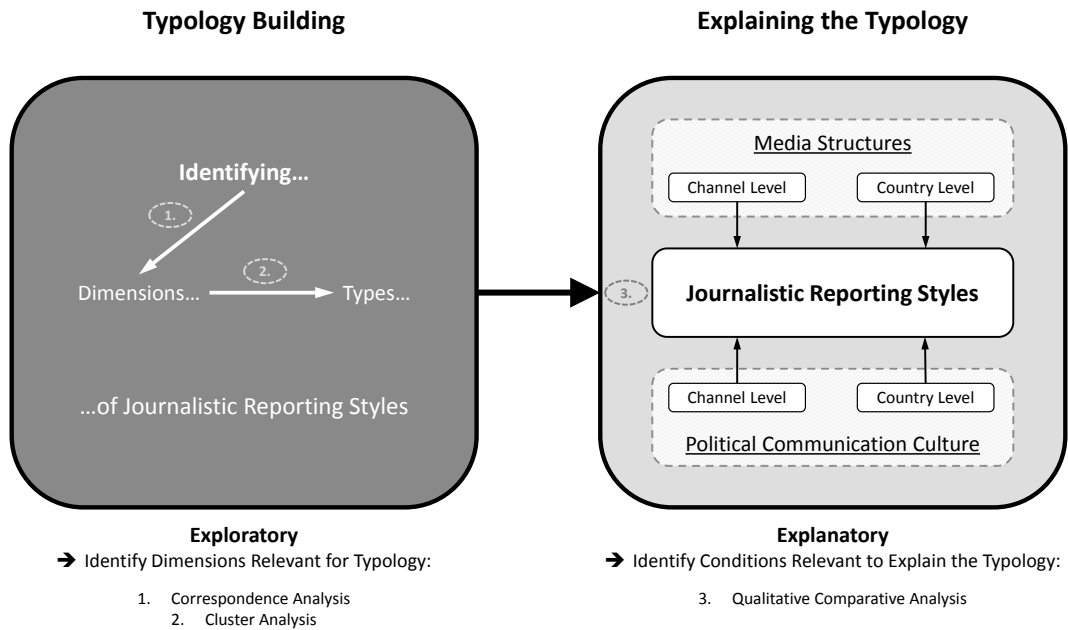 Typology Building
Identifying…
1.
2.
Dimensions…
Types…
…of Journalistic Reporting Styles
Exploratory
➔ Identify Dimensions Relevant for Typology:
1. Correspondence Analysis
2. Cluster Analysis
Explaining the Typology
Media Structures
Channel Level
Country Level
3.
Journalistic Reporting Styles
Channel Level
Country Level
Political Communication Culture
Explanatory
➔ Identify Conditions Relevant to Explain the Typology:
3. Qualitative Comparative Analysis